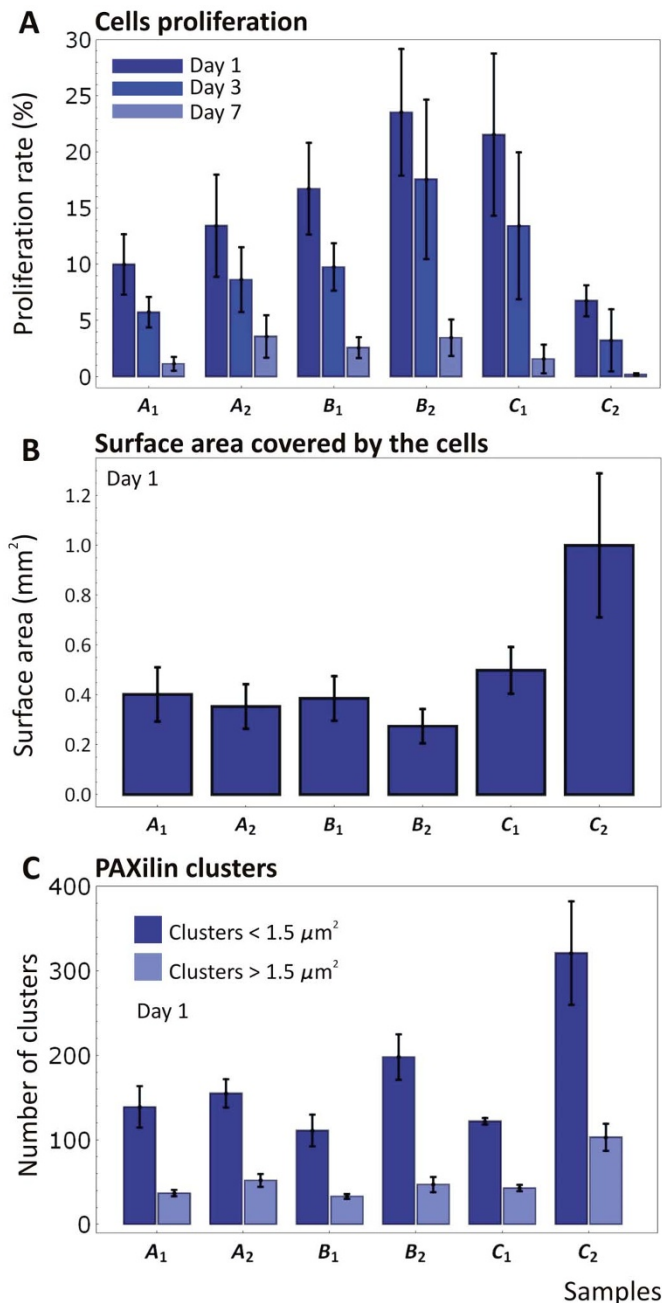 A Cells proliferation
Proliferation rate (%)
30
25
20
15
10
5
0
Day 1
Day 3
Day 7
A₁ A₂ B₁ B₂ C₁ C₂
B Surface area covered by the cells
Surface area (mm²)
Day 1
1.2
1.0
0.8
0.6
0.4
0.2
0.0
A₁ A₂ B₁ B₂ C₁ C₂
C PAXilin clusters
Number of clusters
400
300
200
100
0
Clusters < 1.5 μm²
Clusters > 1.5 μm²
Day 1
A₁ A₂ B₁ B₂ C₁ C₂
Samples